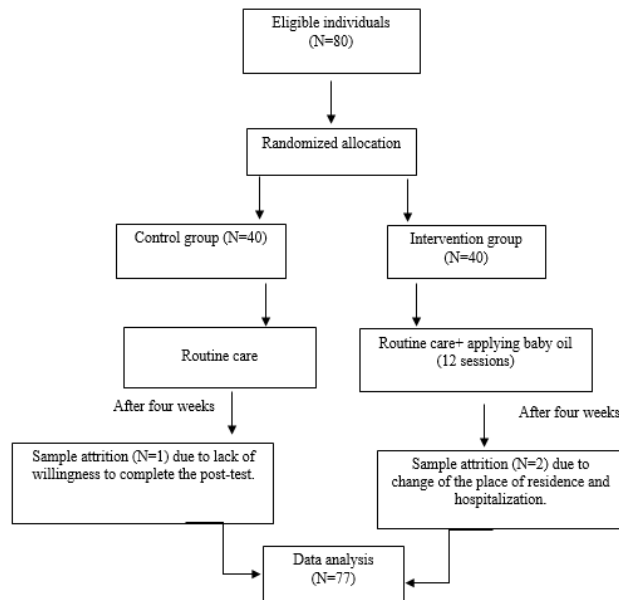 Eligible individuals
(N=80)
Randomized allocation
Control group (N=40)
Intervention group
(N=40)
Routine care
Routine care+ applying baby oil
(12 sessions)
After four weeks
After four weeks
Sample attrition (N=1) due to lack of
willingness to complete the post-test.
Sample attrition (N=2) due to
change of the place of residence and
hospitalization.
Data analysis
(N=77)